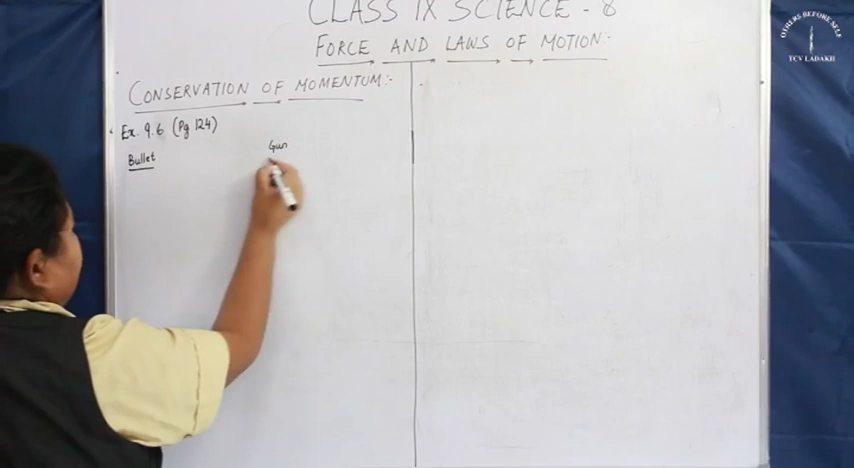 CLASS IX SCIENCE - 8
FORCE AND LAWS OF MOTION:-
CONSERVATION OF MOMENTUM:-
Ex. 9.6 (Pg 124)
Bullet
Gun
OTHERS BEFORE SELF
TCV LADAKH